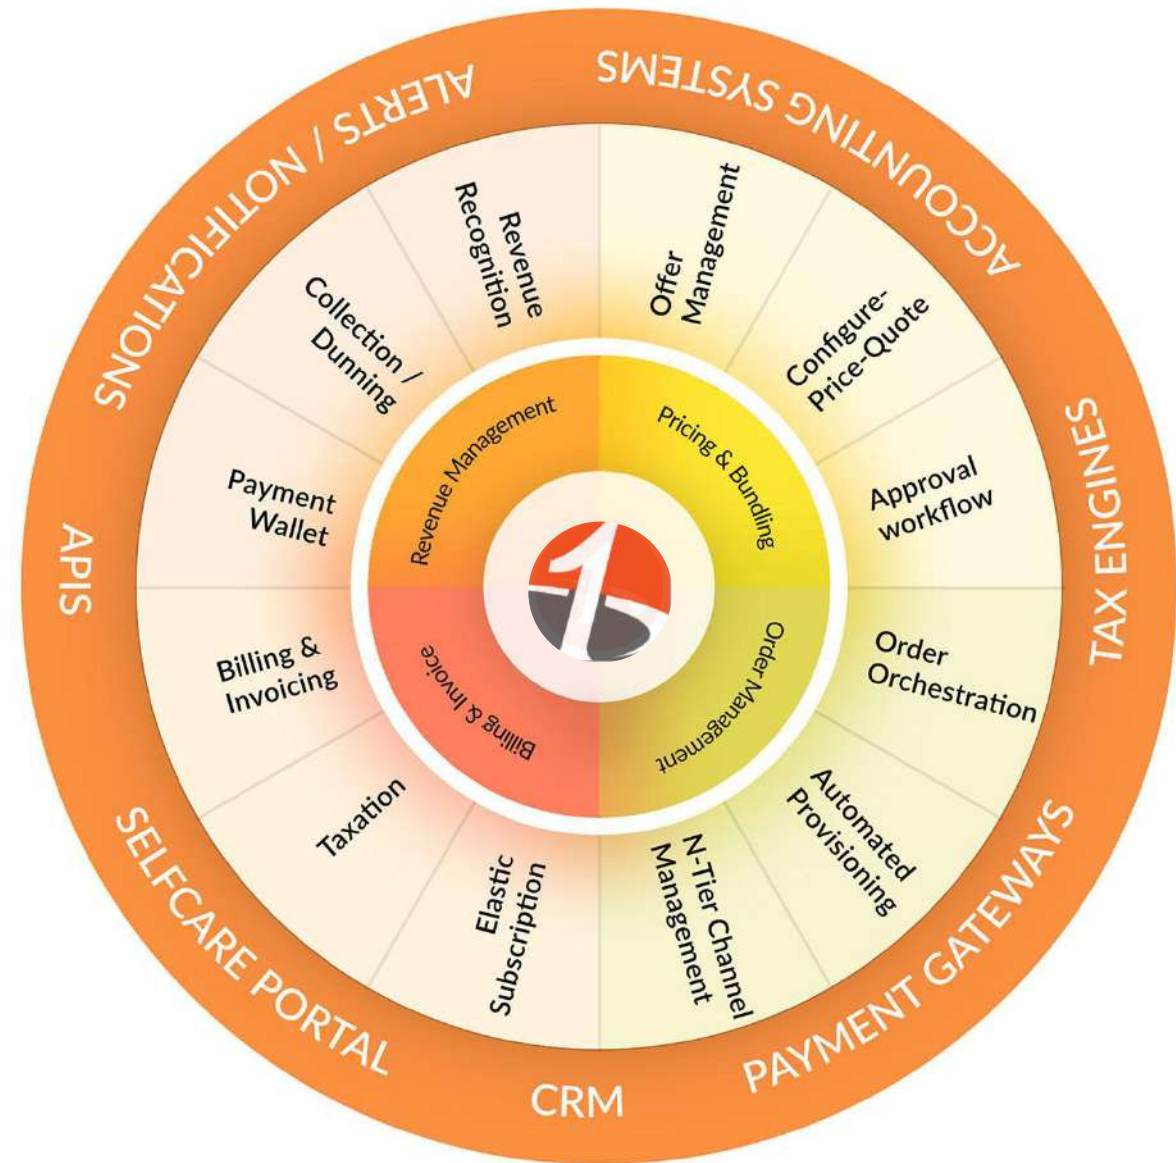 ACCOUNTING SYSTEMS
TAX ENGINES
PAYMENT GATEWAYS
CRM
SELFCARE PORTAL
APIS
ALERTS / NOTIFICATIONS
Offer
Management
Configure-
Price-Quote
Approval
workflow
Order
Orchestration
Automated
Provisioning
N-Tier Channel
Management
Elastic
Subscription
Taxation
Billing &
Invoicing
Payment
Wallet
Collection /
Dunning
Revenue
Recognition
Pricing & Bundling
Order Management
Billing & Invoice
Revenue Management
1